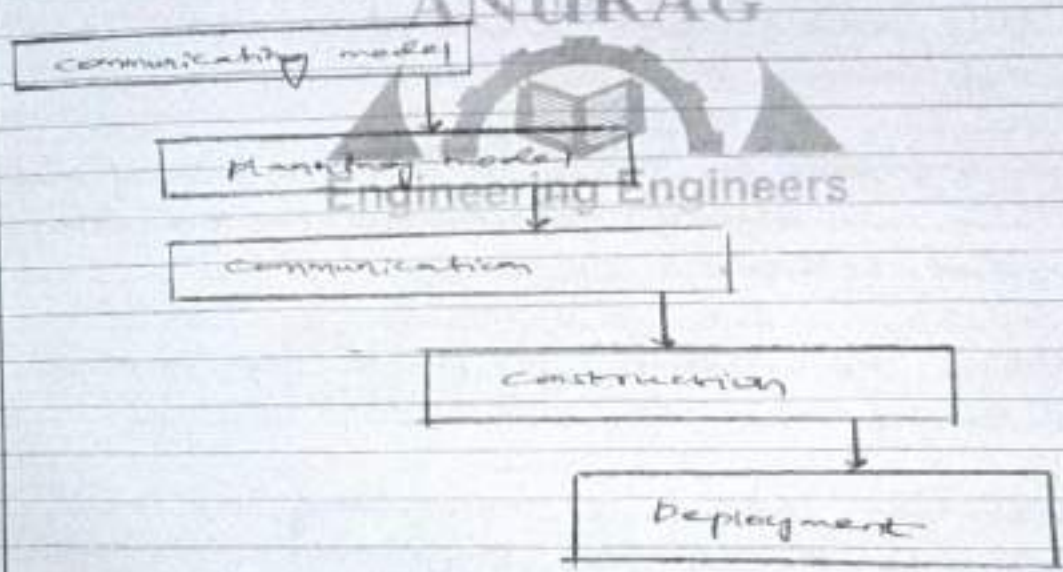 ANURAG
communicating model
planning model
Engineering Engineers
communication
construction
Deployment